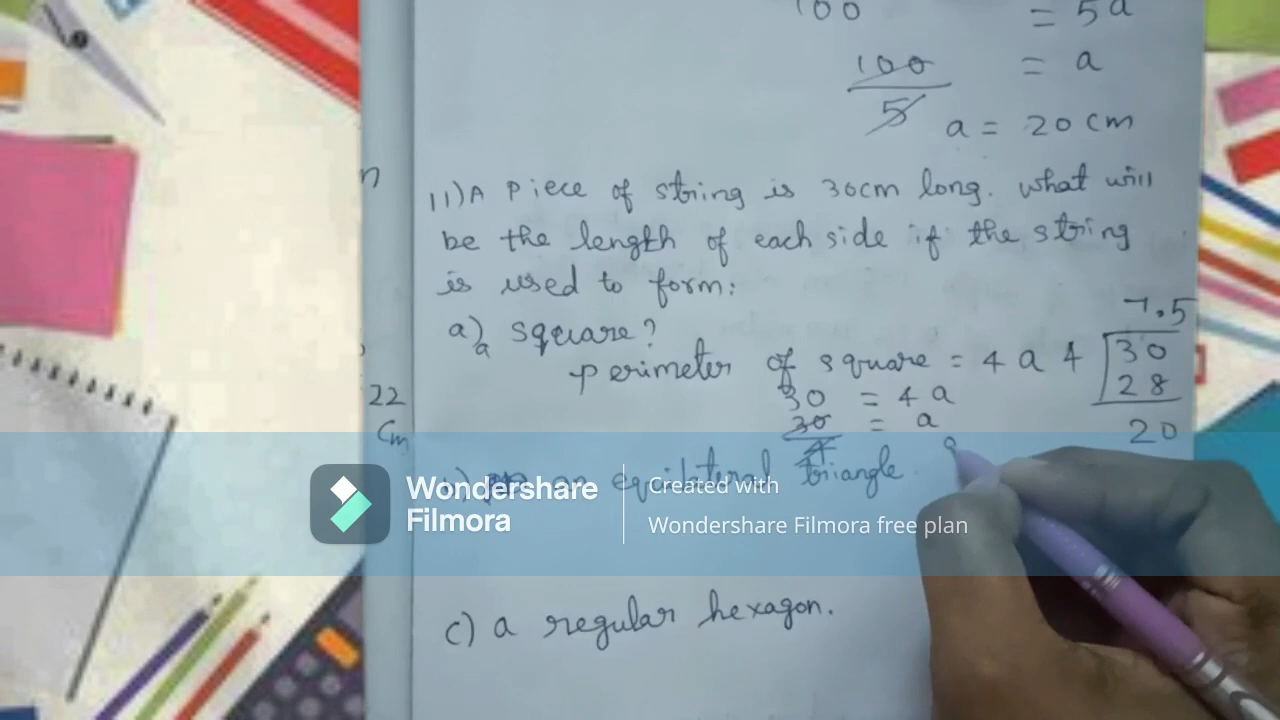 100 = 5a
100 = a
5
a = 20 cm
n
11) A piece of string is 30cm long. What will
be the length of each side if the string
is used to form:
a) a square?
7.5
perimeter of square = 4a 4 30
30 = 4a 28
30 = a 20
4
22
Cm
b) an equilateral triangle.
Wondershare
Filmora
Created with
Wondershare Filmora free plan
c) a regular hexagon.